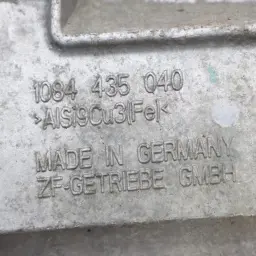 1084 435 040
>AlSi9Cu3(Fe)<
MADE IN GERMANY
ZF-GETRIEBE GMBH